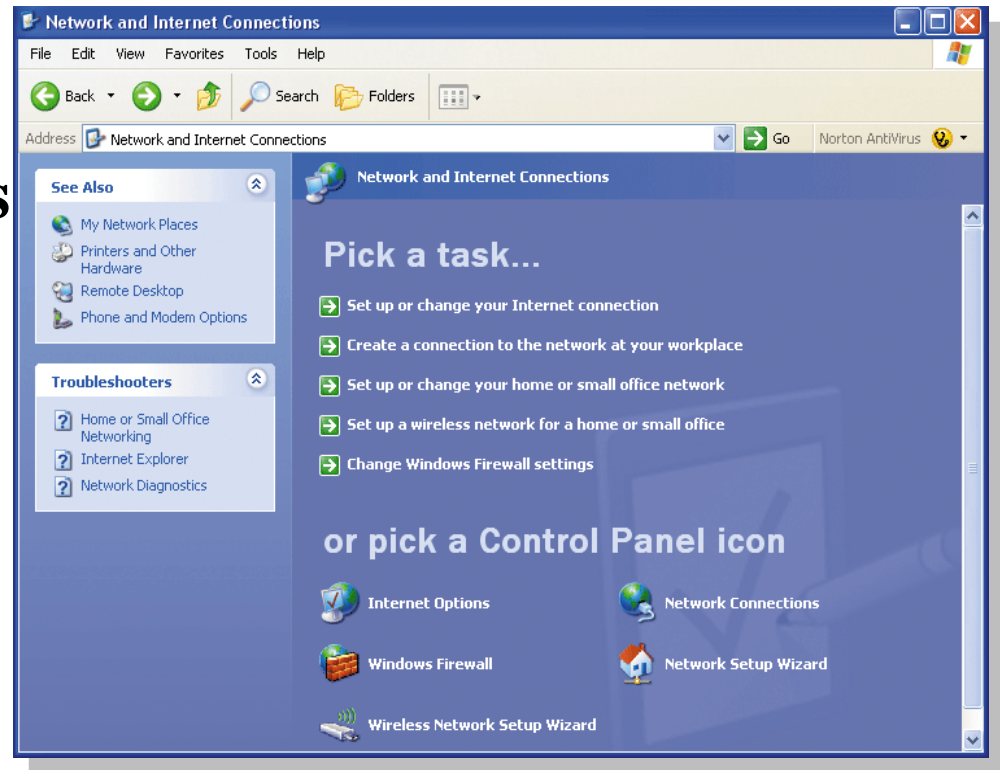 Network and Internet Connections
File Edit View Favorites Tools Help
Back Search Folders
Address Network and Internet Connections Go Norton AntiVirus
s
See Also
My Network Places
Printers and Other
Hardware
Remote Desktop
Phone and Modem Options
Troubleshooters
Home or Small Office
Networking
Internet Explorer
Network Diagnostics
Network and Internet Connections
Pick a task...
Set up or change your Internet connection
Create a connection to the network at your workplace
Set up or change your home or small office network
Set up a wireless network for a home or small office
Change Windows Firewall settings
or pick a Control Panel icon
Internet Options Network Connections
Windows Firewall Network Setup Wizard
Wireless Network Setup Wizard